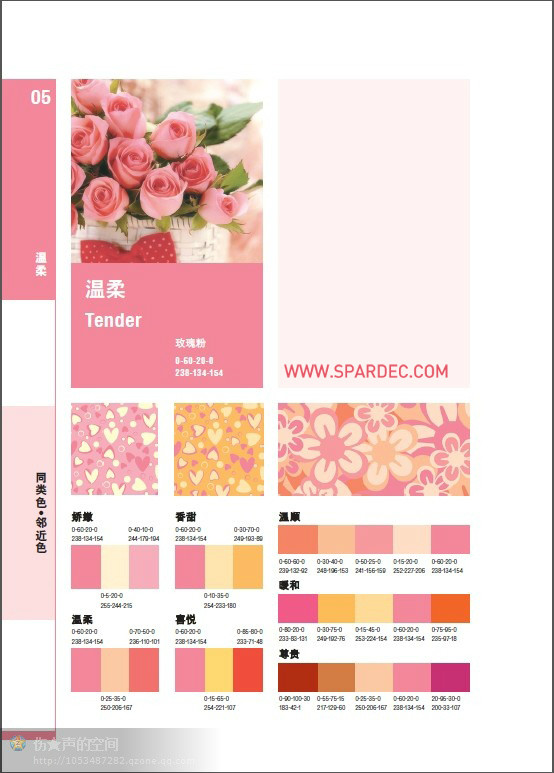 05
温柔
温柔
Tender
玫瑰粉
0-60-20-0
238-134-154
WWW.SPARDEC.COM
同类色•邻近色
娇嫩
0-60-20-0 0-40-10-0
238-134-154 244-179-194
0-5-20-0
255-244-215
香甜
0-60-20-0 0-30-70-0
238-134-154 249-193-89
0-10-35-0
254-233-180
温顺
0-60-60-0 0-30-40-0 0-50-25-0 0-15-20-0 0-60-20-0
239-132-92 248-196-153 241-156-159 252-227-206 238-134-154
温柔
0-60-20-0 0-70-50-0
238-134-154 236-110-101
0-25-35-0
250-206-167
喜悦
0-60-20-0 0-85-80-0
238-134-154 233-71-48
0-15-65-0
254-221-107
暖和
0-80-20-0 0-30-75-0 0-15-45-0 0-60-20-0 0-75-95-0
233-83-131 249-192-76 253-224-154 238-134-154 235-97-18
尊贵
0-90-100-30 0-55-75-15 0-25-35-0 0-60-20-0 20-95-30-0
183-42-1 217-129-60 250-206-167 238-134-154 200-33-107
伤★声的空间
http://1053487282.qzone.qq.com